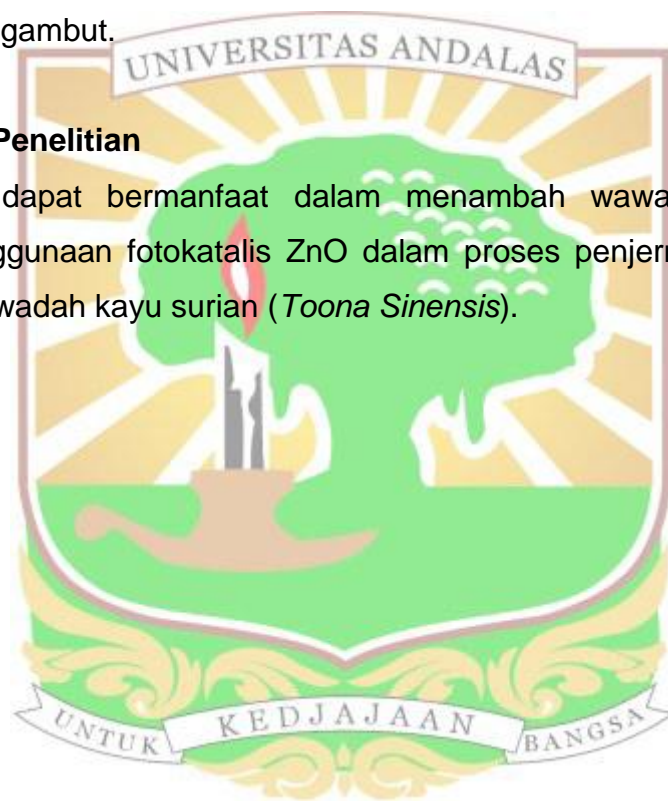 gambut.
UNIVERSITAS ANDALAS
Penelitian
dapat bermanfaat dalam menambah wawa
ggunaan fotokatalis ZnO dalam proses penjer
wadah kayu surian (Toona Sinensis).
UNTUK KEDJAJAAN BANGSA